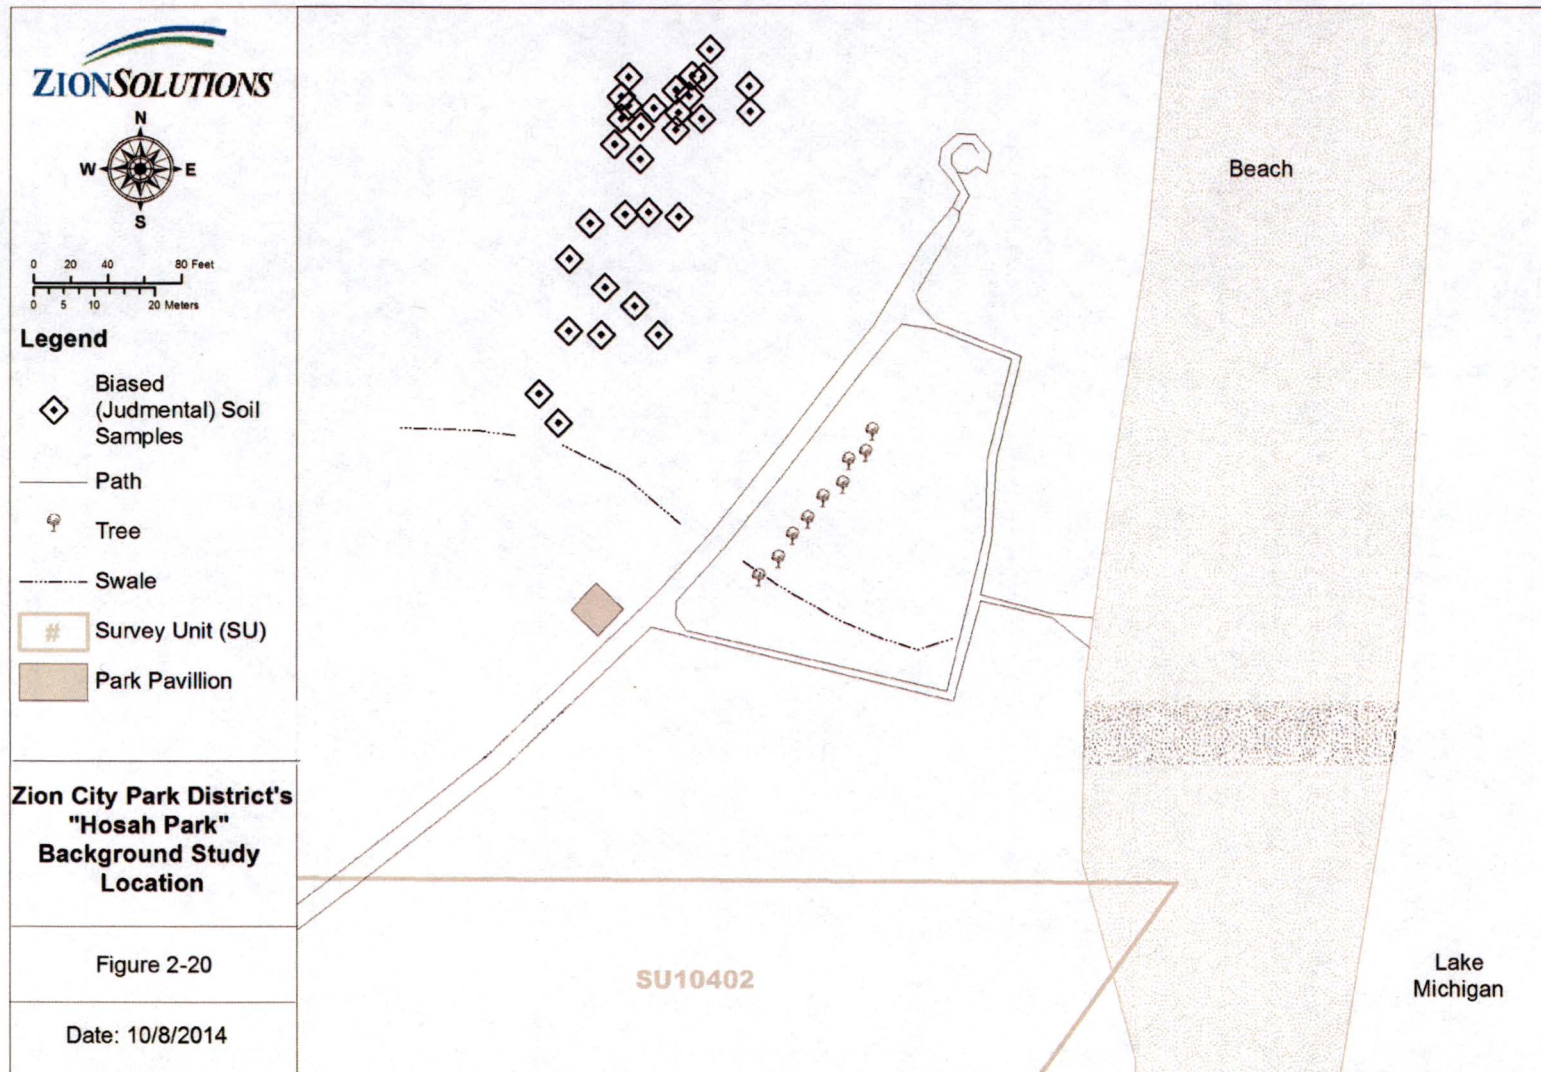 ZIONSOLUTIONS
N
W E
S
0 20 40 80 Feet
0 5 10 20 Meters
Legend
Biased
(Judmental) Soil
Samples
Path
Tree
Swale
# Survey Unit (SU)
Park Pavillion
Zion City Park District's
"Hosah Park"
Background Study
Location
Figure 2-20
Date: 10/8/2014
Beach
SU10402
Lake
Michigan